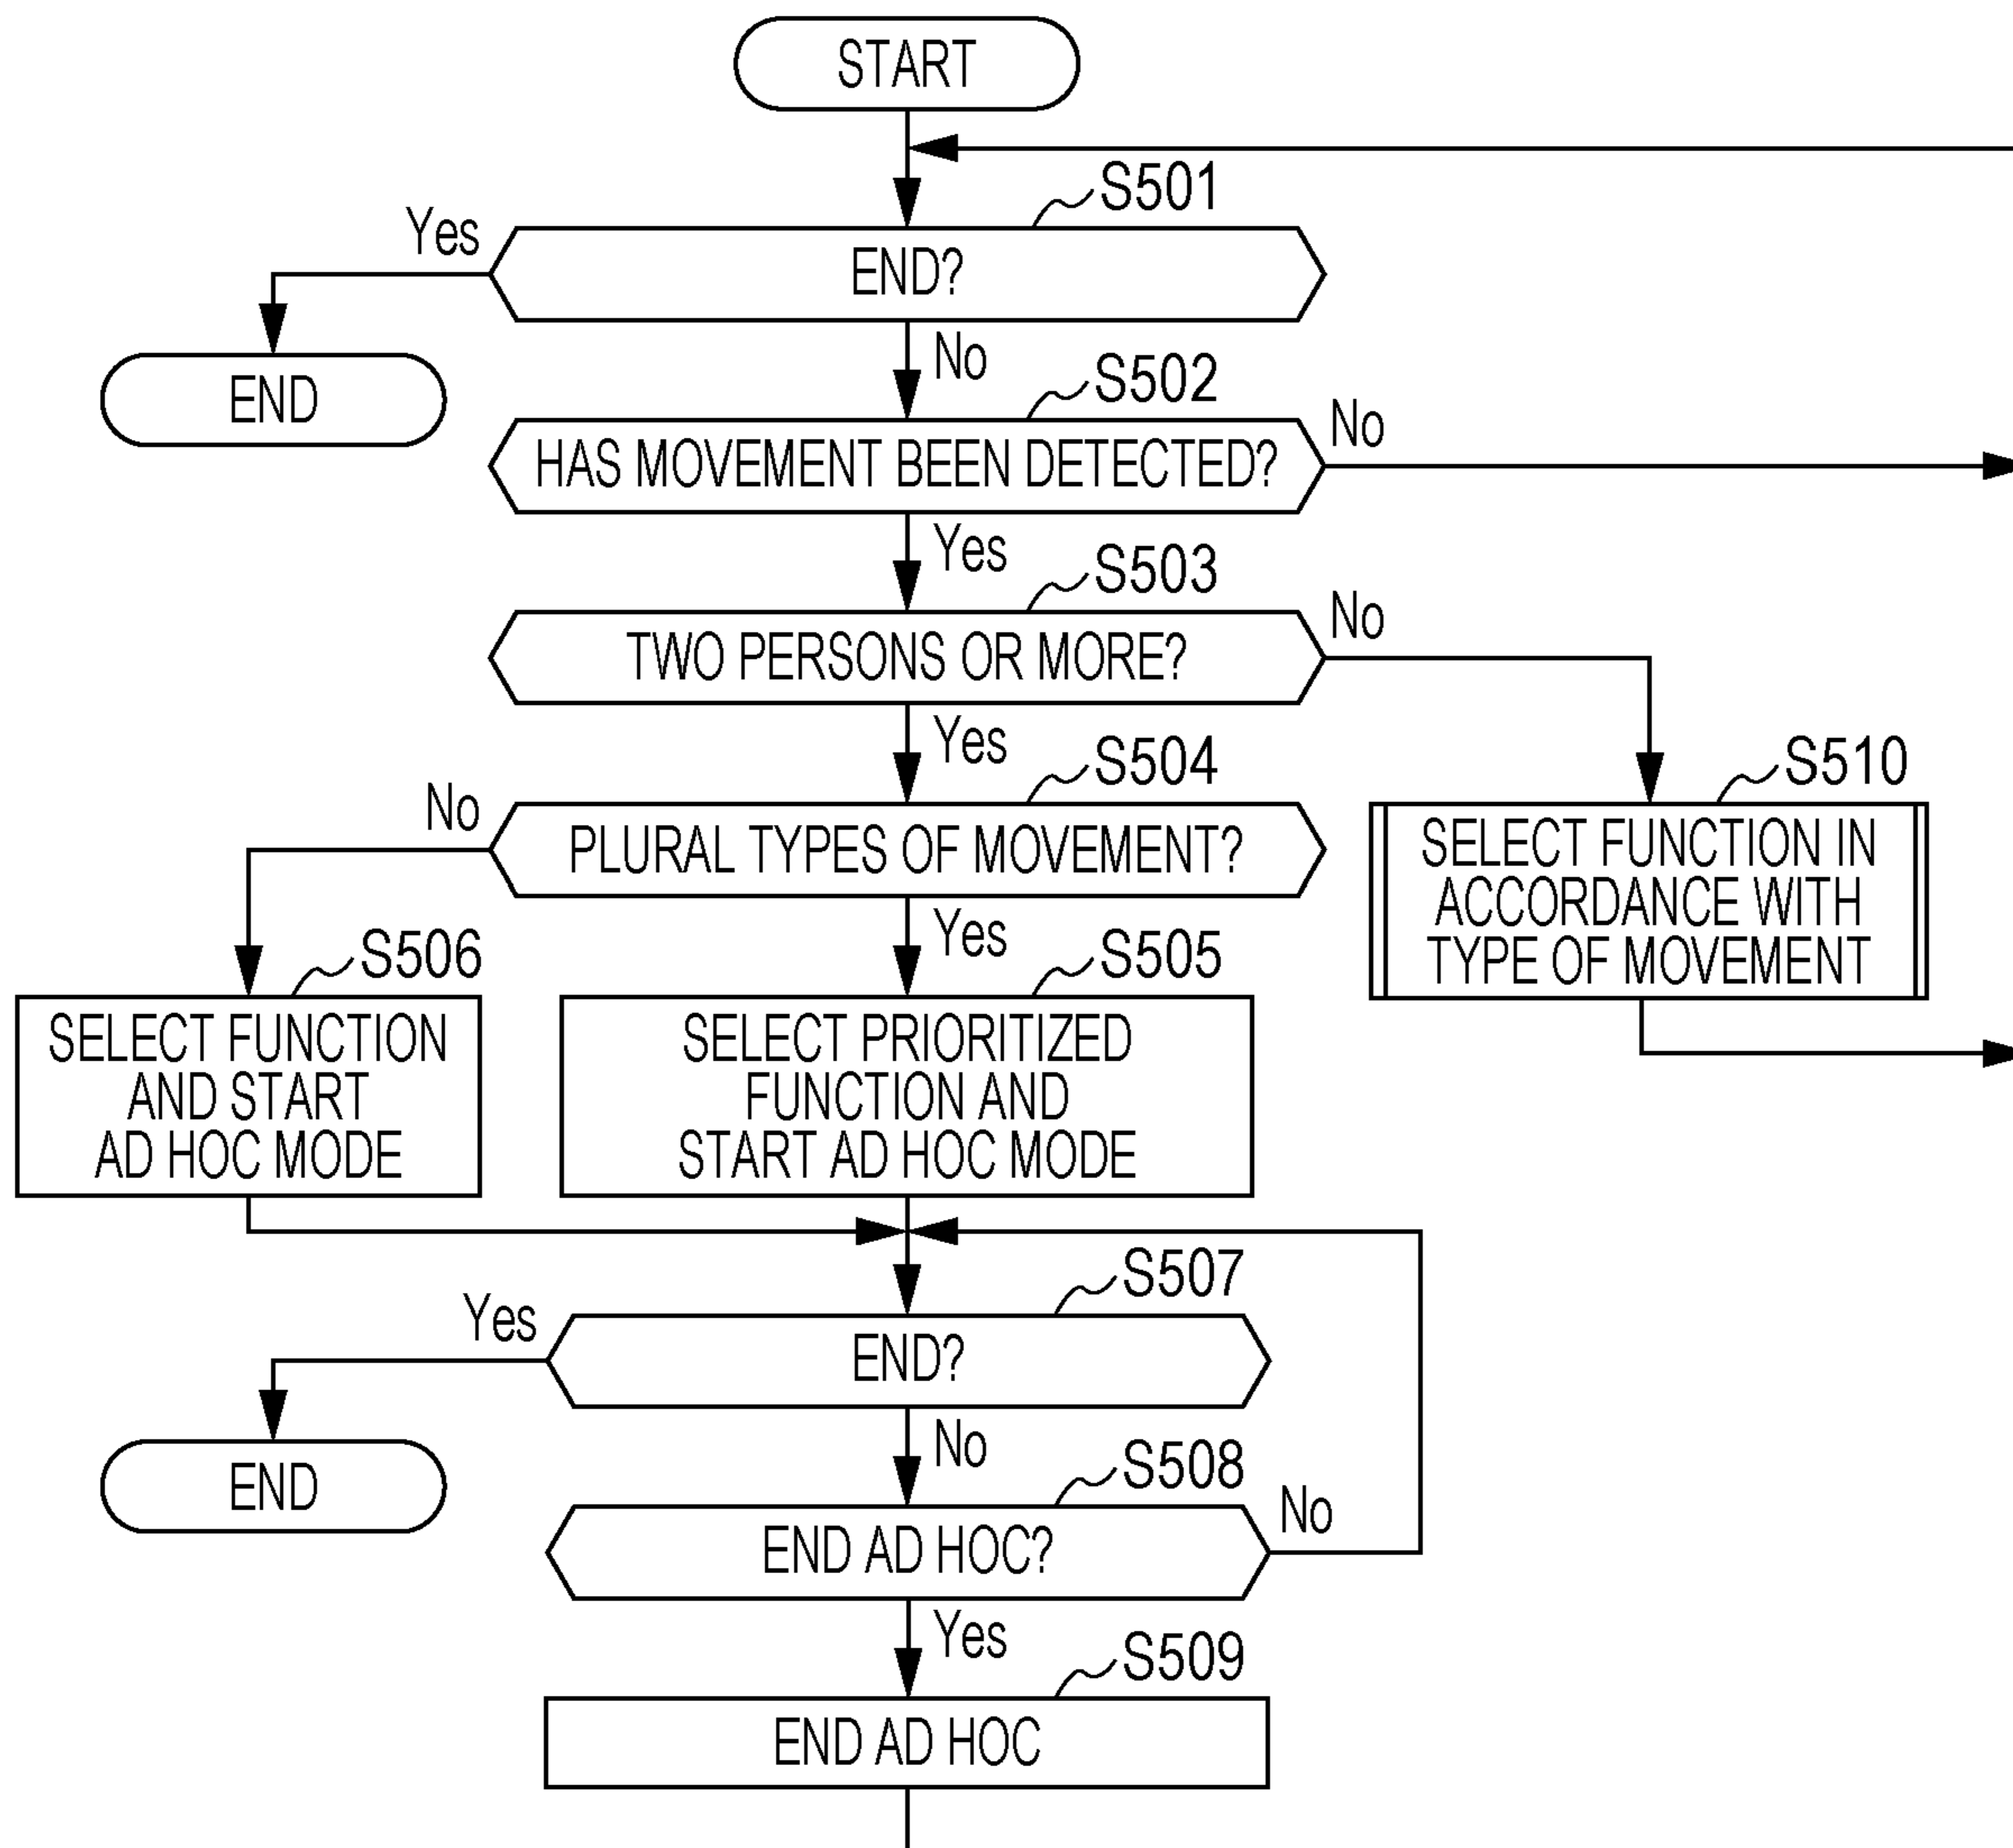 START
S501
Yes
END?
No
END
S502
HAS MOVEMENT BEEN DETECTED?
No
Yes
S503
TWO PERSONS OR MORE?
No
Yes
S504
No
PLURAL TYPES OF MOVEMENT?
S510
SELECT FUNCTION IN
ACCORDANCE WITH
TYPE OF MOVEMENT
Yes
S506
SELECT FUNCTION
AND START
AD HOC MODE
S505
SELECT PRIORITIZED
FUNCTION AND
START AD HOC MODE
S507
Yes
END?
No
END
S508
END AD HOC?
No
Yes
S509
END AD HOC